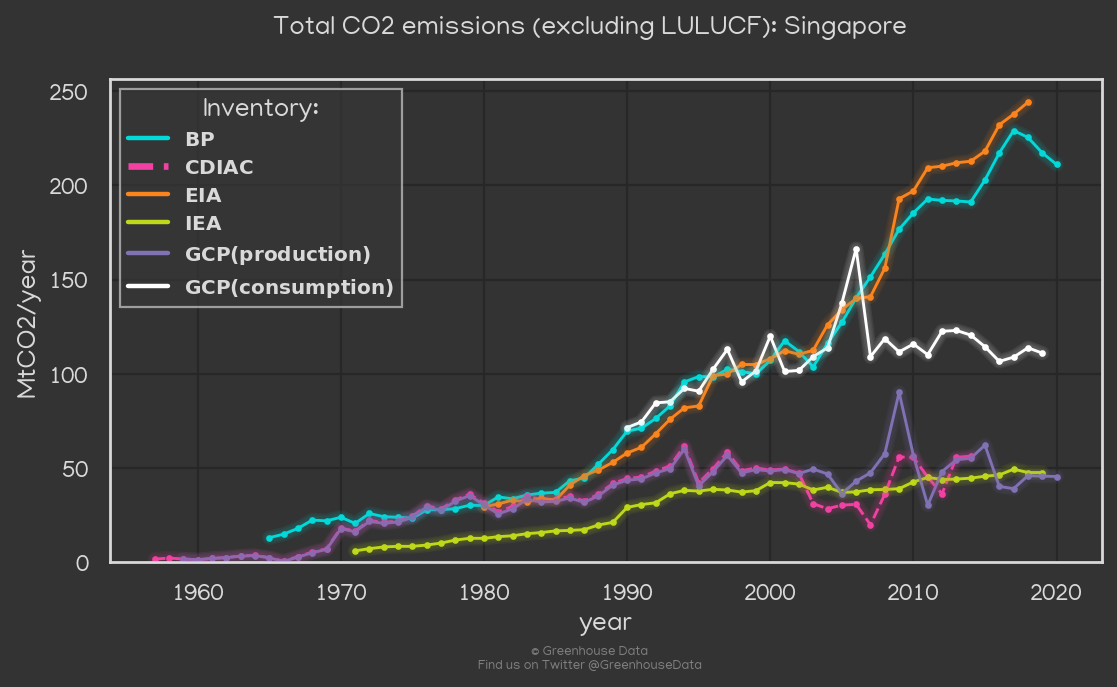 Total CO2 emissions (excluding LULUCF): Singapore
Inventory:
BP
CDIAC
EIA
IEA
GCP(production)
GCP(consumption)
MtCO2/year
250
200
150
100
50
0
1960 1970 1980 1990 2000 2010 2020
year
© Greenhouse Data
Find us on Twitter @GreenhouseData